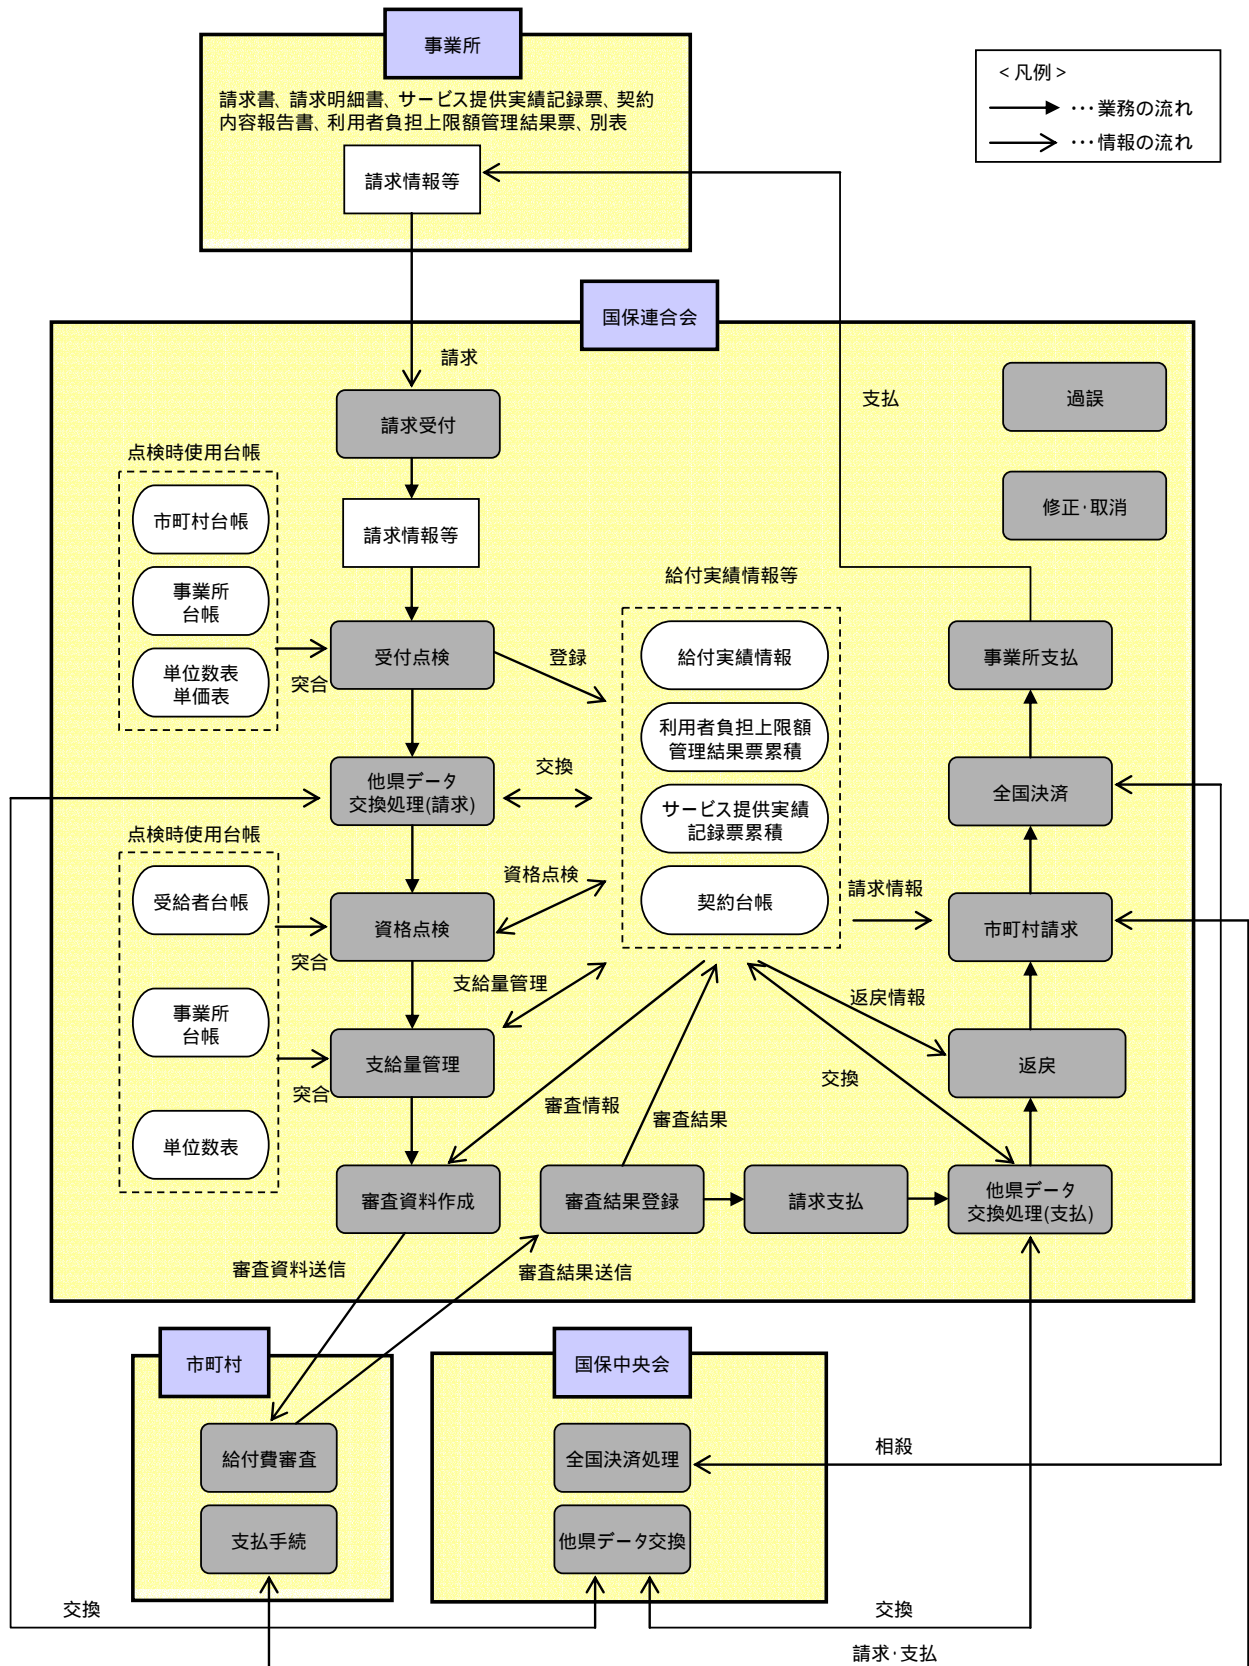 事業所
請求書、請求明細書、サービス提供実績記録票、契約
内容報告書、利用者負担上限額管理結果票、別表
請求情報等
<凡例>
…業務の流れ
…情報の流れ
国保連合会
請求
支払
過誤
請求受付
点検時使用台帳
市町村台帳
修正・取消
請求情報等
事業所
台帳
給付実績情報等
受付点検
登録
給付実績情報
事業所支払
突合
単位数表
単価表
利用者負担上限額
管理結果票累積
他県データ
交換処理(請求)
交換
全国決済
サービス提供実績
記録票累積
点検時使用台帳
受給者台帳
資格点検
資格点検
契約台帳
請求情報
市町村請求
突合
支給量管理
返戻情報
事業所
台帳
支給量管理
返戻
交換
突合
審査情報
審査結果
単位数表
審査資料作成
審査結果登録
請求支払
他県データ
交換処理(支払)
審査資料送信
審査結果送信
市町村
国保中央会
給付費審査
全国決済処理
相殺
支払手続
他県データ交換
交換
交換
請求・支払